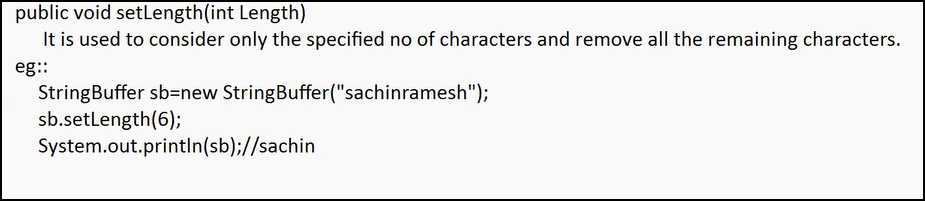 public void setLength(int Length)
It is used to consider only the specified no of characters and remove all the remaining characters.
eg::
StringBuffer sb=new StringBuffer("sachinramesh");
sb.setLength(6);
System.out.println(sb);//sachin